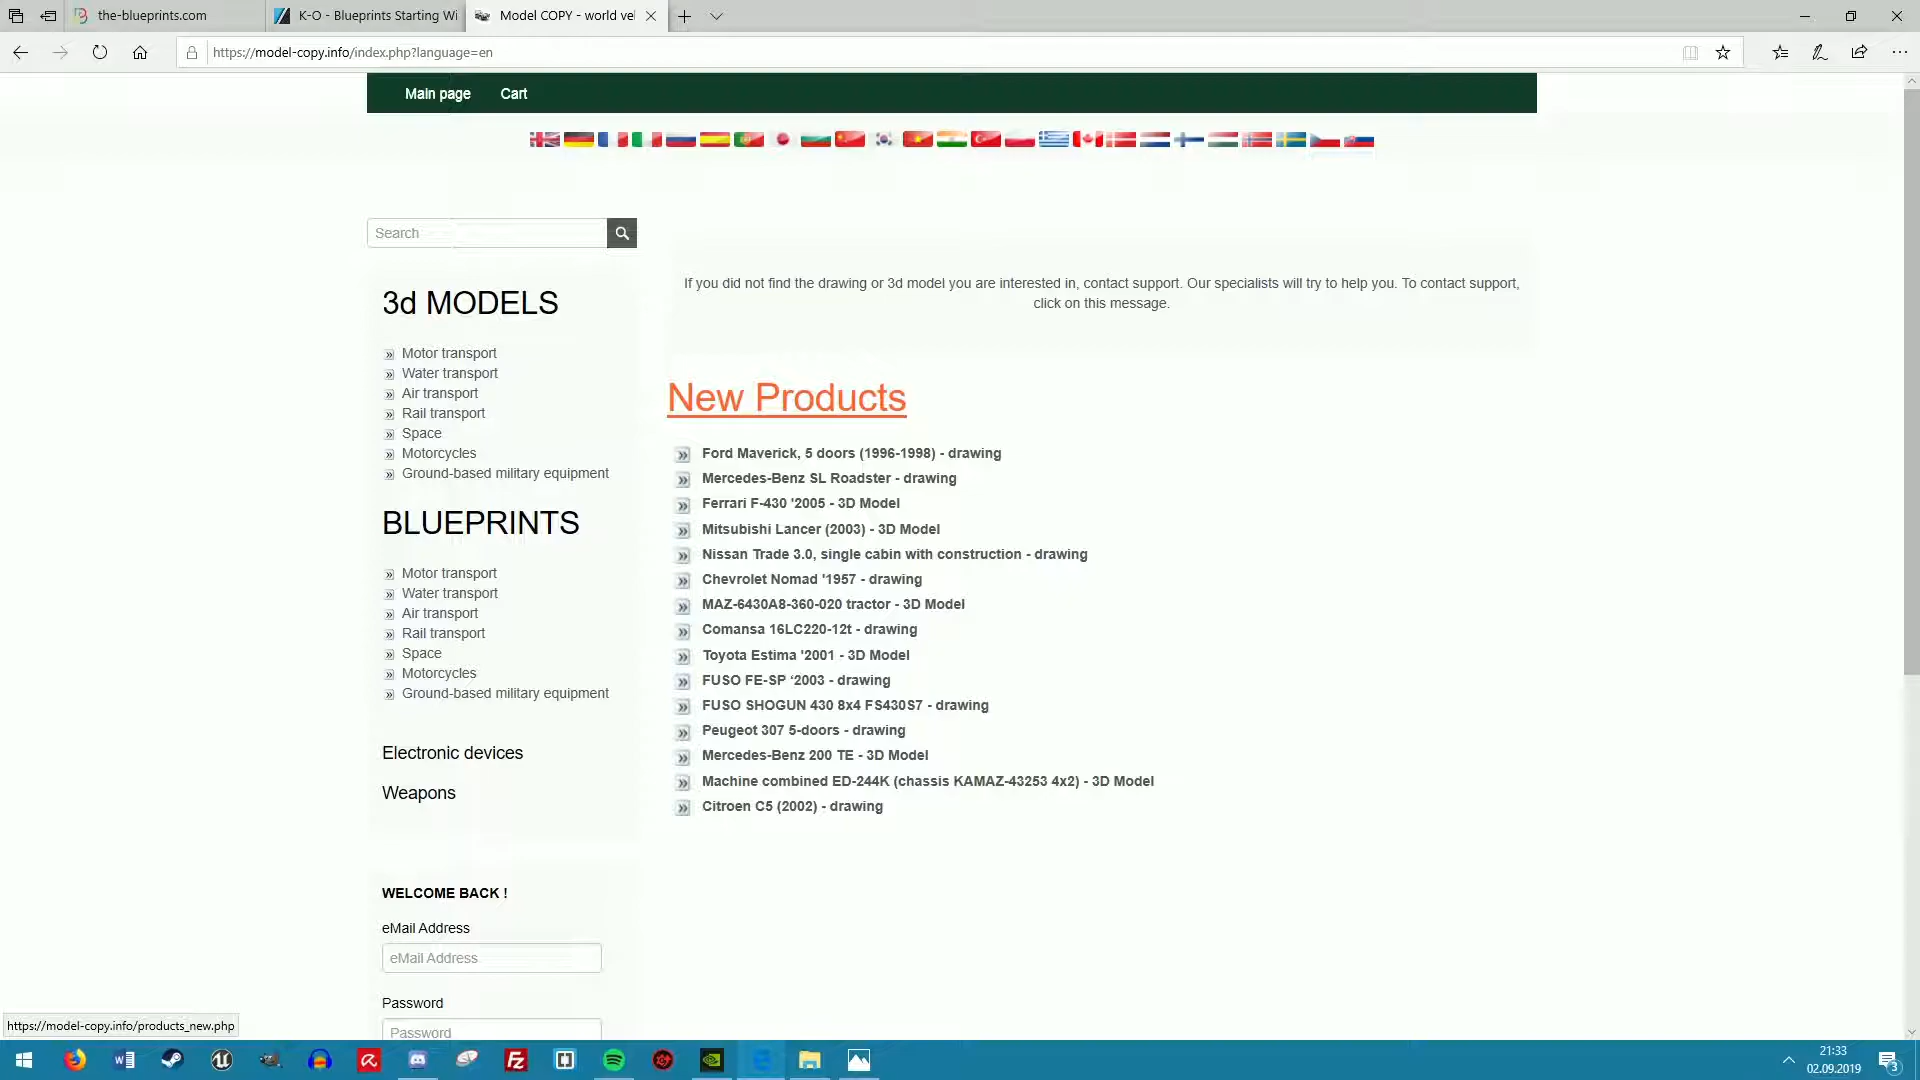 the-blueprints.com
K-O - Blueprints Starting Wi
Model COPY - world vel
https://model-copy.info/index.php?language=en
Main page
Cart
Search
3d MODELS
Motor transport
Water transport
Air transport
Rail transport
Space
Motorcycles
Ground-based military equipment
BLUEPRINTS
Motor transport
Water transport
Air transport
Rail transport
Space
Motorcycles
Ground-based military equipment
Electronic devices
Weapons
WELCOME BACK !
eMail Address
eMail Address
Password
Password
If you did not find the drawing or 3d model you are interested in, contact support. Our specialists will try to help you. To contact support,
click on this message.
New Products
Ford Maverick, 5 doors (1996-1998) - drawing
Mercedes-Benz SL Roadster - drawing
Ferrari F-430 '2005 - 3D Model
Mitsubishi Lancer (2003) - 3D Model
Nissan Trade 3.0, single cabin with construction - drawing
Chevrolet Nomad '1957 - drawing
MAZ-6430A8-360-020 tractor - 3D Model
Comansa 16LC220-12t - drawing
Toyota Estima '2001 - 3D Model
FUSO FE-SP ‘2003 - drawing
FUSO SHOGUN 430 8x4 FS430S7 - drawing
Peugeot 307 5-doors - drawing
Mercedes-Benz 200 TE - 3D Model
Machine combined ED-244K (chassis KAMAZ-43253 4x2) - 3D Model
Citroen C5 (2002) - drawing
https://model-copy.info/products_new.php
21:33
02.09.2019
3